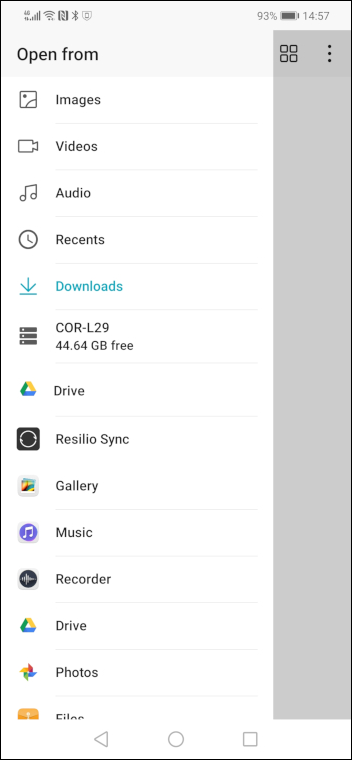 93% 14:57
Open from
Images
Videos
Audio
Recents
Downloads
COR-L29
44.64 GB free
Drive
Resilio Sync
Gallery
Music
Recorder
Drive
Photos
Files